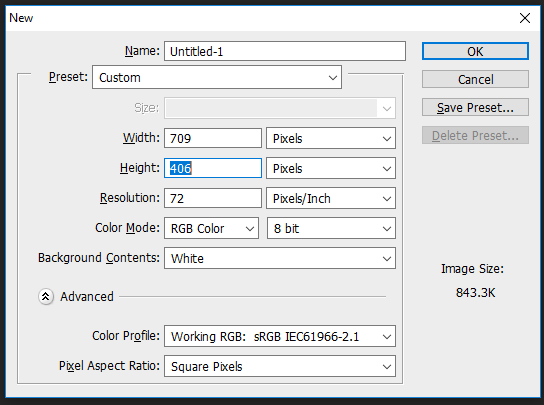 New
Name: Untitled-1
OK
Preset: Custom
Cancel
Size:
Save Preset...
Width: 709 Pixels
Delete Preset...
Height: 406 Pixels
Resolution: 72 Pixels/Inch
Color Mode: RGB Color 8 bit
Background Contents: White
Image Size:
843.3K
Advanced
Color Profile: Working RGB: sRGB IEC61966-2.1
Pixel Aspect Ratio: Square Pixels